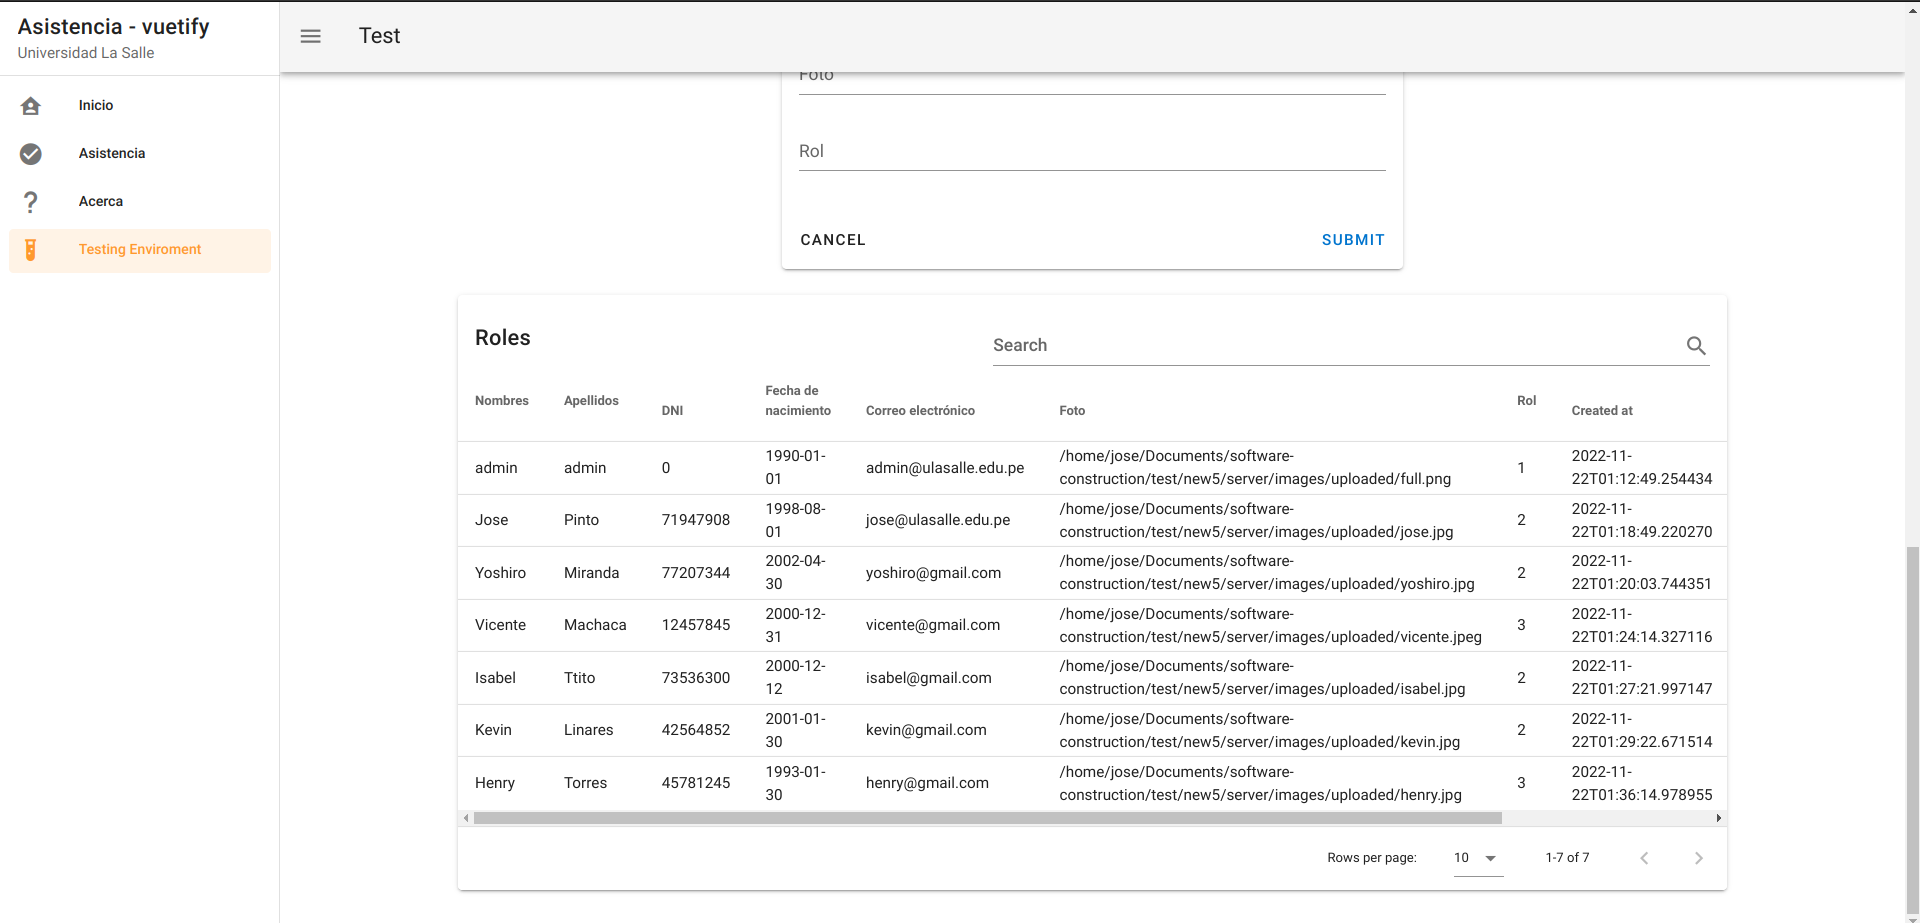 Asistencia - vuetify
Universidad La Salle
Inicio
Asistencia
Acerca
Testing Enviroment
Test
Foto
Rol
CANCEL SUBMIT
Roles
Search
Nombres Apellidos DNI Fecha de nacimiento Correo electrónico Foto Rol Created at
admin admin 0 1990-01-01 admin@ulasalle.edu.pe /home/jose/Documents/software-construction/test/new5/server/images/uploaded/full.png 1 2022-11-22T01:12:49.254434
Jose Pinto 71947908 1998-08-01 jose@ulasalle.edu.pe /home/jose/Documents/software-construction/test/new5/server/images/uploaded/jose.jpg 2 2022-11-22T01:18:49.220270
Yoshiro Miranda 77207344 2002-04-30 yoshiro@gmail.com /home/jose/Documents/software-construction/test/new5/server/images/uploaded/yoshiro.jpg 2 2022-11-22T01:20:03.744351
Vicente Machaca 12457845 2000-12-31 vicente@gmail.com /home/jose/Documents/software-construction/test/new5/server/images/uploaded/vicente.jpeg 3 2022-11-22T01:24:14.327116
Isabel Ttito 73536300 2000-12-12 isabel@gmail.com /home/jose/Documents/software-construction/test/new5/server/images/uploaded/isabel.jpg 2 2022-11-22T01:27:21.997147
Kevin Linares 42564852 2001-01-30 kevin@gmail.com /home/jose/Documents/software-construction/test/new5/server/images/uploaded/kevin.jpg 2 2022-11-22T01:29:22.671514
Henry Torres 45781245 1993-01-30 henry@gmail.com /home/jose/Documents/software-construction/test/new5/server/images/uploaded/henry.jpg 3 2022-11-22T01:36:14.978955
Rows per page: 10 1-7 of 7